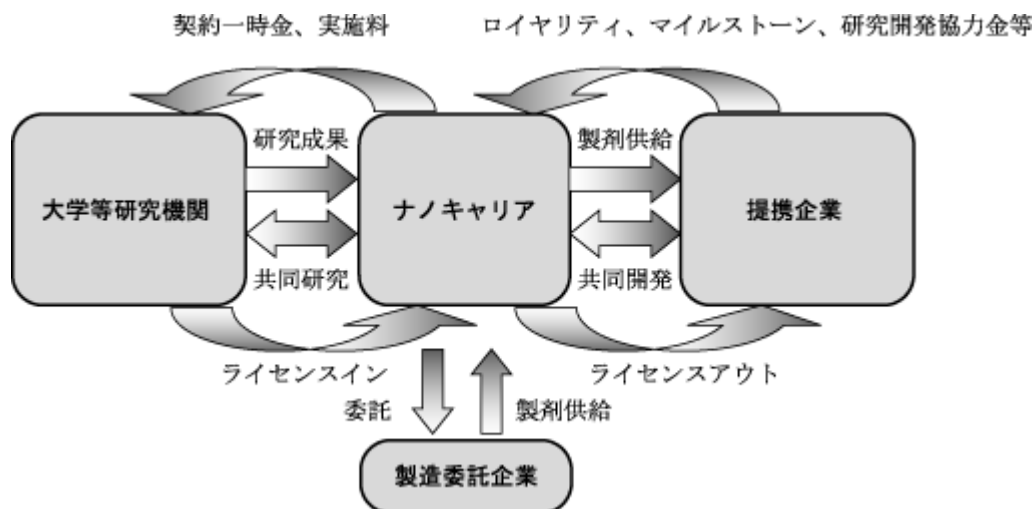 契約一時金、実施料
ロイヤリティ、マイルストーン、研究開発協力金等
研究成果
製剤供給
大学等研究機関
ナノキャリア
提携企業
共同研究
共同開発
ライセンスイン
ライセンスアウト
委託
製剤供給
製造委託企業